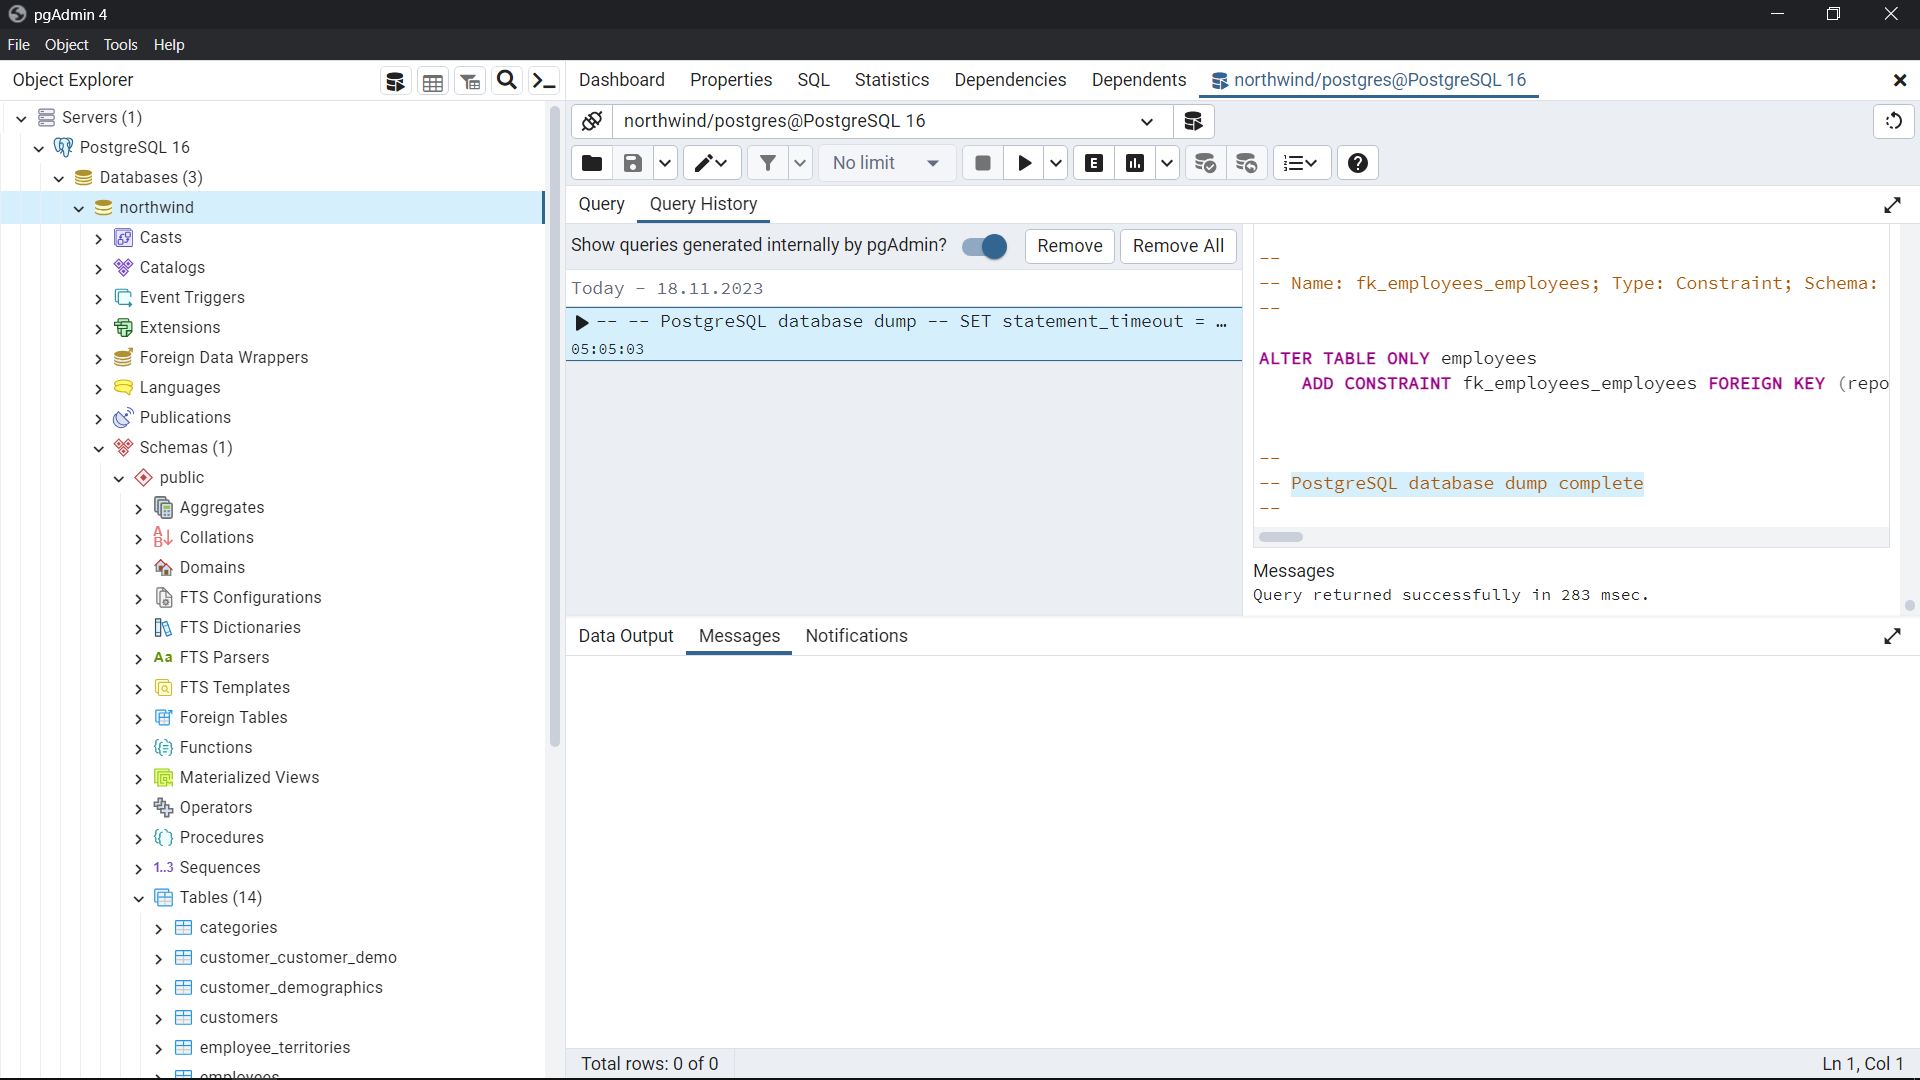 pgAdmin 4
File Object Tools Help
Object Explorer
Dashboard Properties SQL Statistics Dependencies Dependents northwind/postgres@PostgreSQL 16
Servers (1)
PostgreSQL 16
Databases (3)
northwind
Casts
Catalogs
Event Triggers
Extensions
Foreign Data Wrappers
Languages
Publications
Schemas (1)
public
Aggregates
Collations
Domains
FTS Configurations
FTS Dictionaries
Aa FTS Parsers
FTS Templates
Foreign Tables
Functions
Materialized Views
Operators
Procedures
1..3 Sequences
Tables (14)
categories
customer_customer_demo
customer_demographics
customers
employee_territories
employees
northwind/postgres@PostgreSQL 16
No limit E
Query Query History
Show queries generated internally by pgAdmin? Remove Remove All
Today - 18.11.2023
-- -- PostgreSQL database dump -- SET statement_timeout = …
05:05:03
--
-- Name: fk_employees_employees; Type: Constraint; Schema:
--
ALTER TABLE ONLY employees
ADD CONSTRAINT fk_employees_employees FOREIGN KEY (repo
--
-- PostgreSQL database dump complete
--
Messages
Query returned successfully in 283 msec.
Data Output Messages Notifications
Total rows: 0 of 0
Ln 1, Col 1